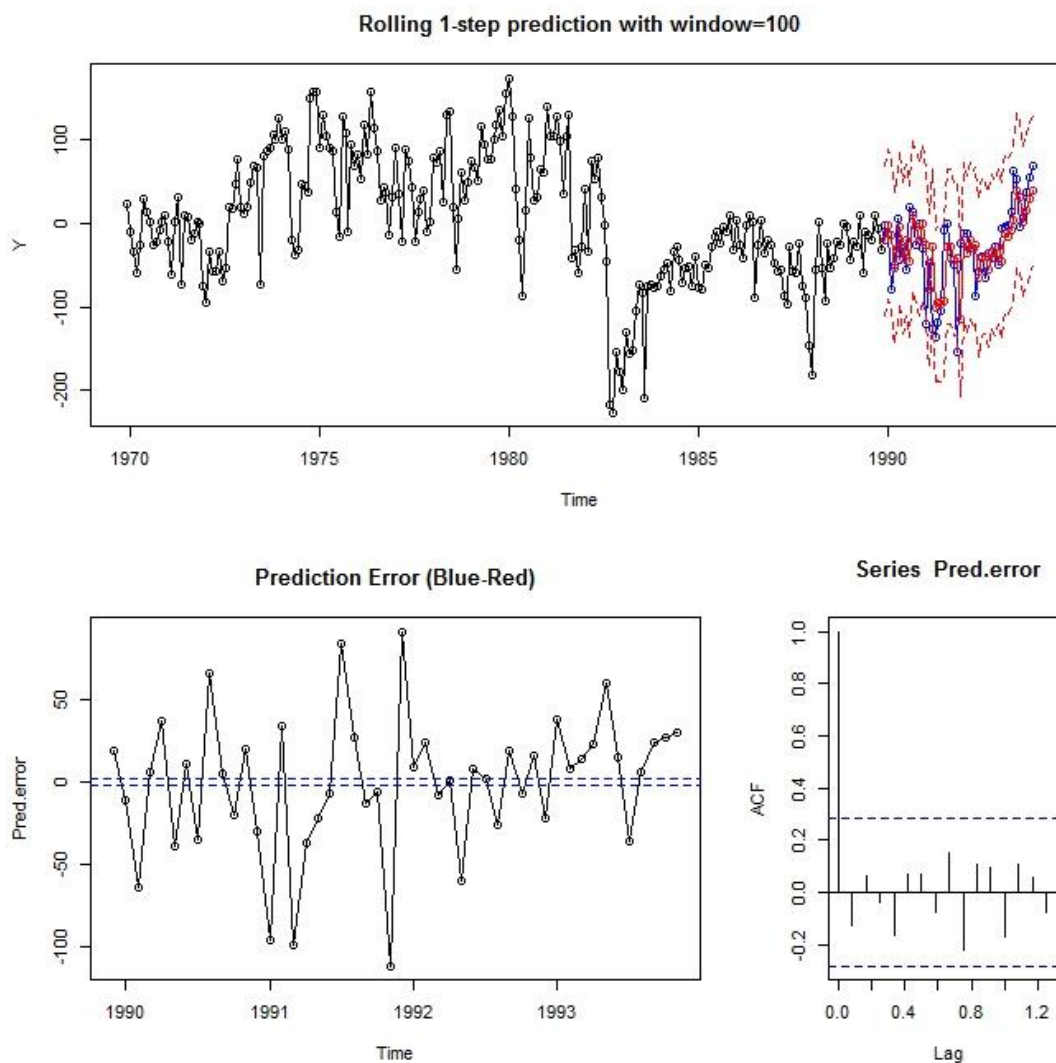 Rolling 1-step prediction with window=100
Y
100
0
-100
-200
1970 1975 1980 1985 1990
Time
Prediction Error (Blue-Red)
Pred.error
50
0
-50
-100
1990 1991 1992 1993
Time
Series Pred.error
ACF
1.0
0.8
0.6
0.4
0.2
0.0
-0.2
0.0 0.4 0.8 1.2
Lag